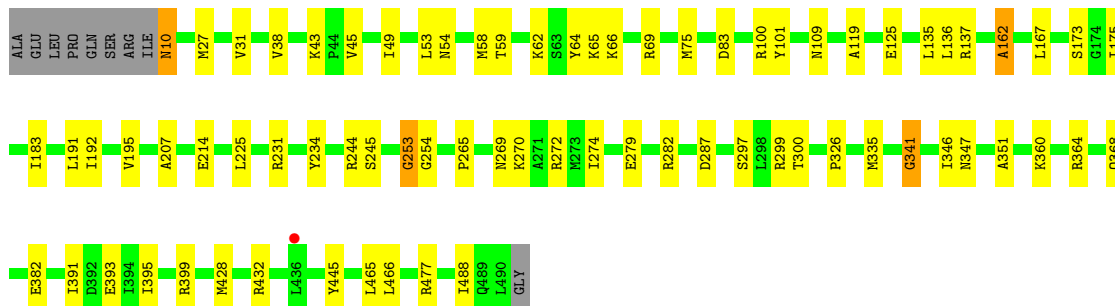 ALA GLU LEU PRO GLN SER ARG ILE N10 M27 V31 V38 K43 P44 V45 I49 L53 N54 M58 T59 K62 S63 Y64 K65 K66 R69 M75 D83 R100 Y101 N109 A119 E125 L135 L136 R137 A162 L167 S173 G174
I183 L191 I192 V195 A207 E214 L225 R231 Y234 R244 S245 G253 G254 P265 N269 K270 A271 R272 M273 I274 E279 R282 D287 S297 L298 R299 T300 P326 M335 G341 I346 N347 A351 K360 R364
E382 I391 D392 E393 I394 I395 R399 M428 R432 L436 Y445 L465 L466 R477 I488 Q489 L490 GLY